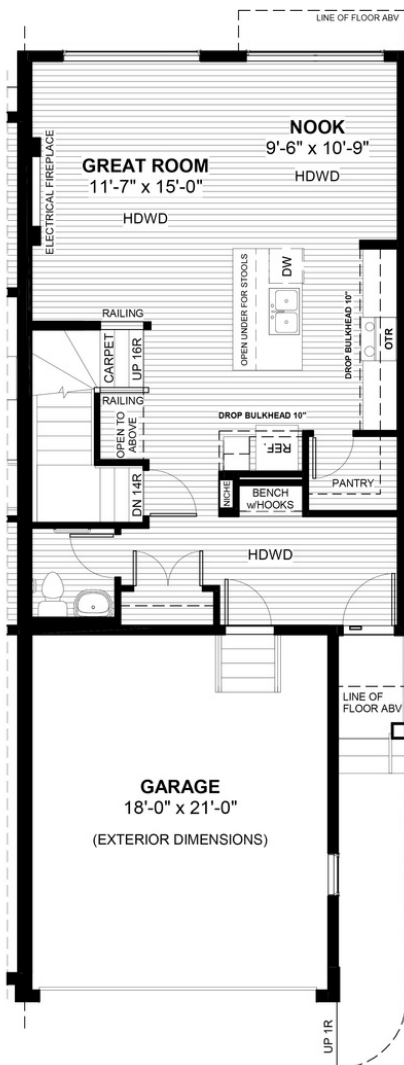 LINE OF FLOOR ABV
NOOK
9'-6" x 10'-9"
HDWD
GREAT ROOM
11'-7" x 15'-0"
HDWD
ELECTRICAL FIREPLACE
OPEN UNDER FOR STOOLS
DW
DROP BULKHEAD 10"
OTR
RAILING
CARPET
UP 16R
RAILING
OPEN TO
ABOVE
DROP BULKHEAD 10"
REF.
PANTRY
DN 14R
NICHE
BENCH
w/HOOKS
HDWD
LINE OF
FLOOR ABV
GARAGE
18'-0" x 21'-0"
(EXTERIOR DIMENSIONS)
UP 1R